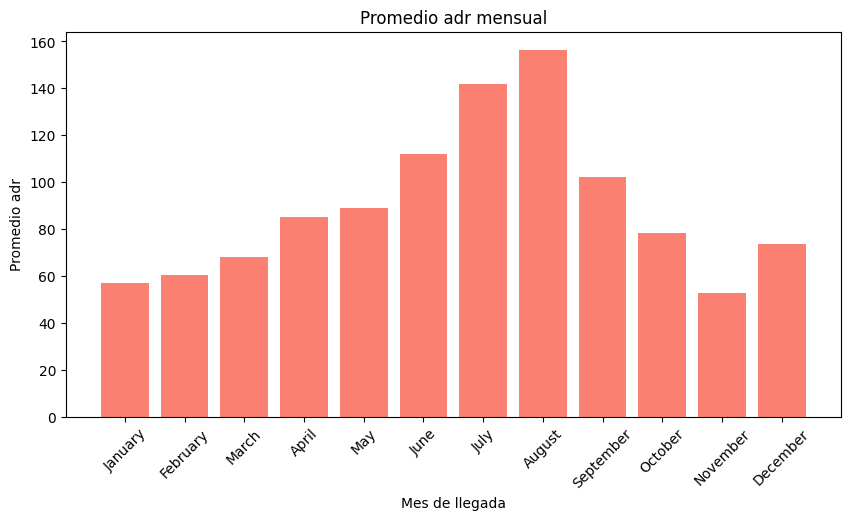 Promedio adr mensual
Promedio adr
160
140
120
100
80
60
40
20
0
January
February
March
April
May
June
July
August
September
October
November
December
Mes de llegada